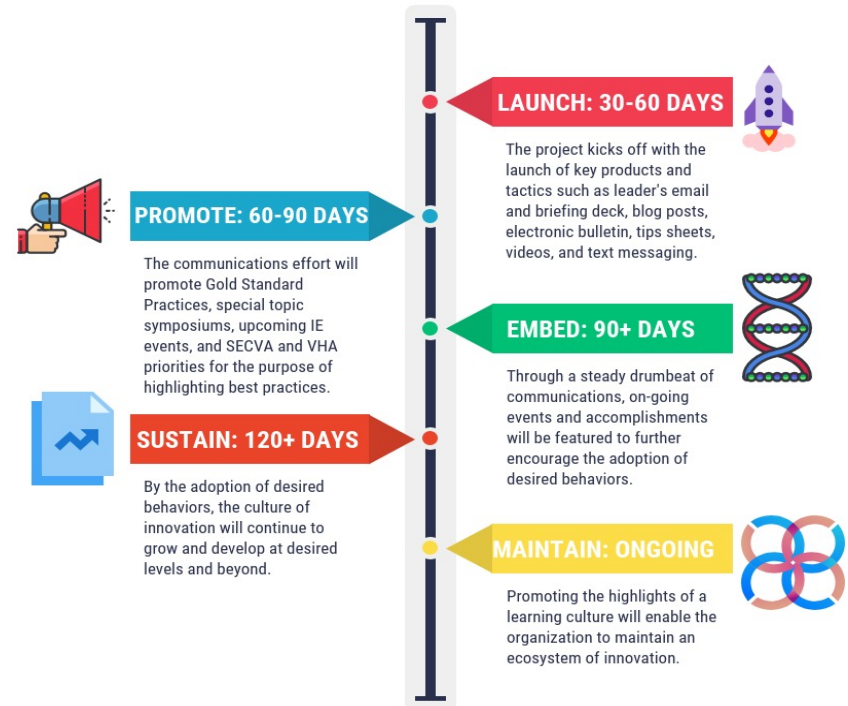 LAUNCH: 30-60 DAYS
The project kicks off with the
launch of key products and
tactics such as leader's email
and briefing deck, blog posts,
electronic bulletin, tips sheets,
videos, and text messaging.
PROMOTE: 60-90 DAYS
The communications effort will
promote Gold Standard
Practices, special topic
symposiums, upcoming IE
events, and SECVA and VHA
priorities for the purpose of
highlighting best practices.
EMBED: 90+ DAYS
Through a steady drumbeat of
communications, on-going
events and accomplishments
will be featured to further
encourage the adoption of
desired behaviors.
SUSTAIN: 120+ DAYS
By the adoption of desired
behaviors, the culture of
innovation will continue to
grow and develop at desired
levels and beyond.
MAINTAIN: ONGOING
Promoting the highlights of a
learning culture will enable the
organization to maintain an
ecosystem of innovation.